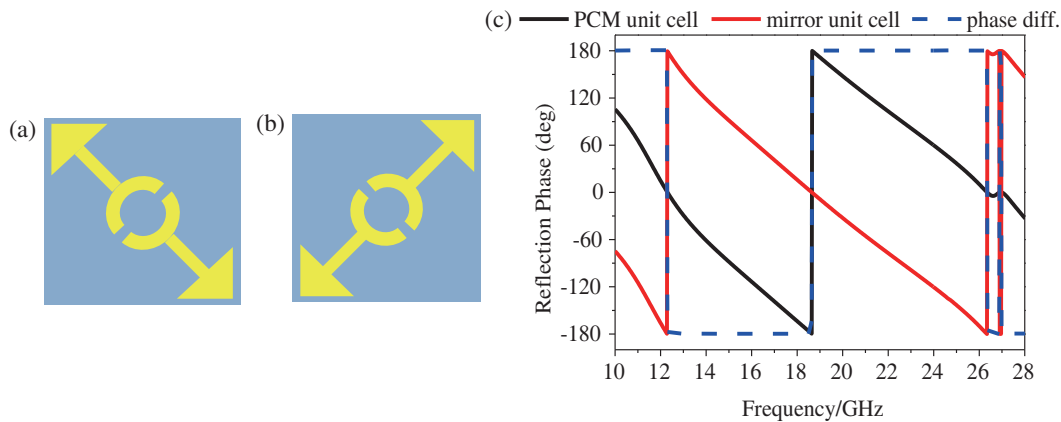 (a)
(b)
(c)
PCM unit cell mirror unit cell phase diff.
180
120
60
0
-60
-120
-180
Reflection Phase (deg)
10 12 14 16 18 20 22 24 26 28
Frequency/GHz